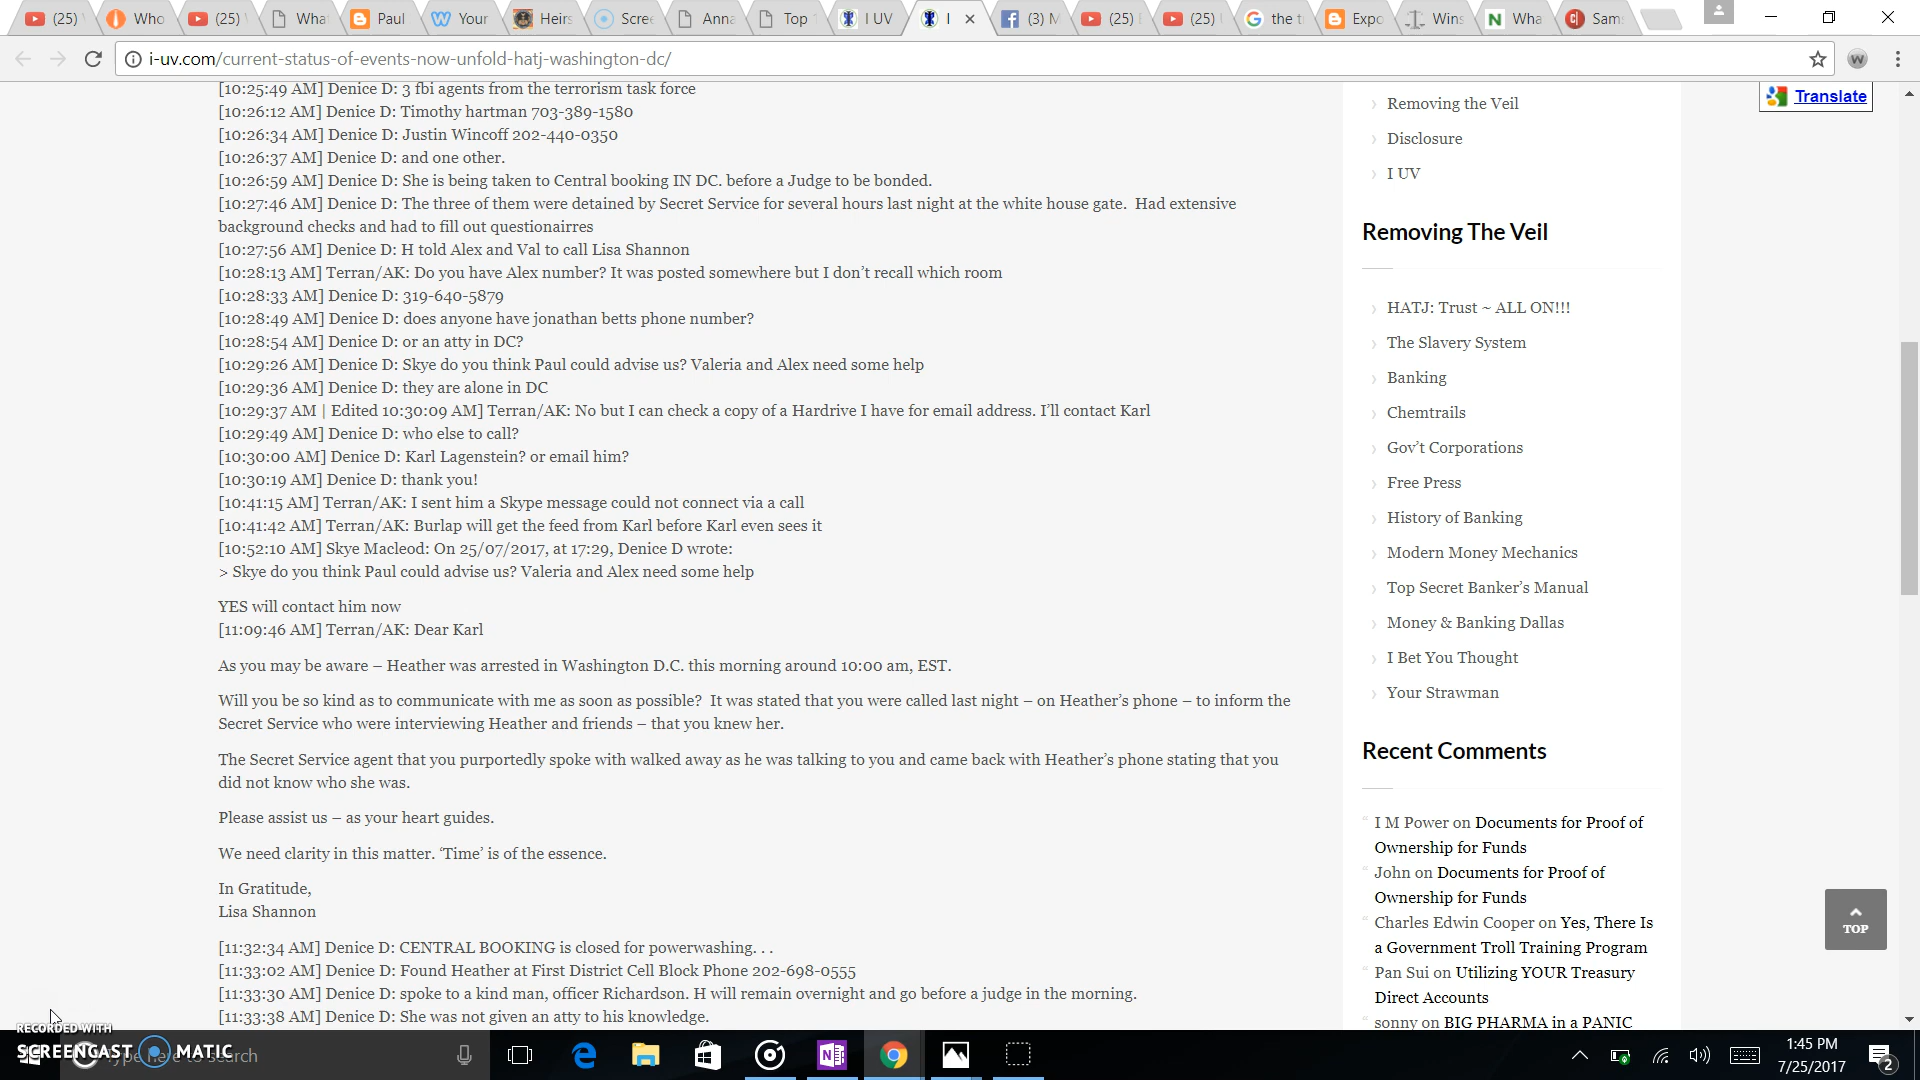 (25)
Who
(25)
Wha
Paul
Your
Heirs
Scree
Anna
Top
I UV
I
(3) M
(25)
(25)
the t
Expo
Wins
Wha
Sam
i-uv.com/current-status-of-events-now-unfold-hatj-washington-dc/
Translate
[10:25:49 AM] Denice D: 3 fbi agents from the terrorism task force
[10:26:12 AM] Denice D: Timothy hartman 703-389-1580
[10:26:34 AM] Denice D: Justin Wincoff 202-440-0350
[10:26:37 AM] Denice D: and one other.
[10:26:59 AM] Denice D: She is being taken to Central booking IN DC. before a Judge to be bonded.
[10:27:46 AM] Denice D: The three of them were detained by Secret Service for several hours last night at the white house gate.  Had extensive
background checks and had to fill out questionairres
[10:27:56 AM] Denice D: H told Alex and Val to call Lisa Shannon
[10:28:13 AM] Terran/AK: Do you have Alex number? It was posted somewhere but I don’t recall which room
[10:28:33 AM] Denice D: 319-640-5879
[10:28:49 AM] Denice D: does anyone have jonathan betts phone number?
[10:28:54 AM] Denice D: or an atty in DC?
[10:29:26 AM] Denice D: Skye do you think Paul could advise us? Valeria and Alex need some help
[10:29:36 AM] Denice D: they are alone in DC
[10:29:37 AM | Edited 10:30:09 AM] Terran/AK: No but I can check a copy of a Hardrive I have for email address. I’ll contact Karl
[10:29:49 AM] Denice D: who else to call?
[10:30:00 AM] Denice D: Karl Lagenstein? or email him?
[10:30:19 AM] Denice D: thank you!
[10:41:15 AM] Terran/AK: I sent him a Skype message could not connect via a call
[10:41:42 AM] Terran/AK: Burlap will get the feed from Karl before Karl even sees it
[10:52:10 AM] Skye Macleod: On 25/07/2017, at 17:29, Denice D wrote:
> Skye do you think Paul could advise us? Valeria and Alex need some help
YES will contact him now
[11:09:46 AM] Terran/AK: Dear Karl
As you may be aware – Heather was arrested in Washington D.C. this morning around 10:00 am, EST.
Will you be so kind as to communicate with me as soon as possible?  It was stated that you were called last night – on Heather’s phone – to inform the
Secret Service who were interviewing Heather and friends – that you knew her.
The Secret Service agent that you purportedly spoke with walked away as he was talking to you and came back with Heather’s phone stating that you
did not know who she was.
Please assist us – as your heart guides.
We need clarity in this matter. ‘Time’ is of the essence.
In Gratitude,
Lisa Shannon
[11:32:34 AM] Denice D: CENTRAL BOOKING is closed for powerwashing. . .
[11:33:02 AM] Denice D: Found Heather at First District Cell Block Phone 202-698-0555
[11:33:30 AM] Denice D: spoke to a kind man, officer Richardson. H will remain overnight and go before a judge in the morning.
[11:33:38 AM] Denice D: She was not given an atty to his knowledge.
Removing the Veil
Disclosure
I UV
Removing The Veil
HATJ: Trust ~ ALL ON!!!
The Slavery System
Banking
Chemtrails
Gov’t Corporations
Free Press
History of Banking
Modern Money Mechanics
Top Secret Banker’s Manual
Money & Banking Dallas
I Bet You Thought
Your Strawman
Recent Comments
I M Power on Documents for Proof of
Ownership for Funds
John on Documents for Proof of
Ownership for Funds
Charles Edwin Cooper on Yes, There Is
a Government Troll Training Program
Pan Sui on Utilizing YOUR Treasury
Direct Accounts
sonny on BIG PHARMA in a PANIC
TOP
RECORDED WITH
SCREENCAST MATIC
Type here to search
1:45 PM
7/25/2017
2